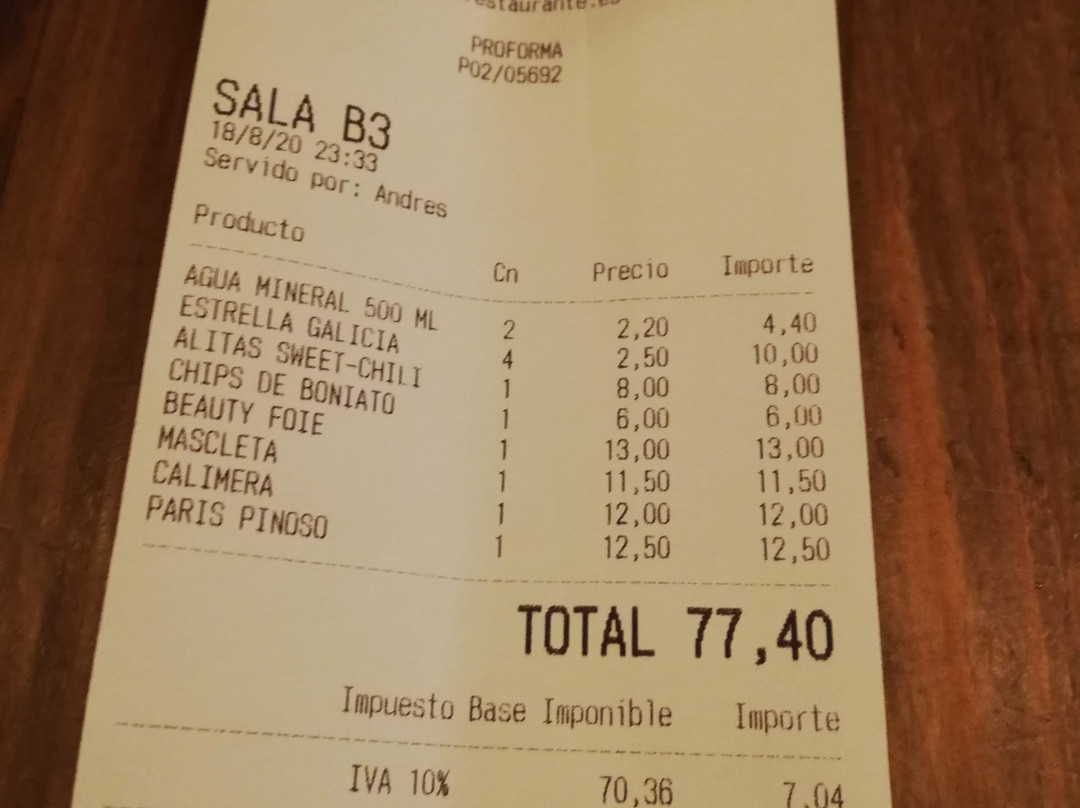 PROFORMA
P02/05692
SALA B3
18/8/20 23:33
Servido por: Andres
Producto Cn Precio Importe
AGUA MINERAL 500 ML 2 2,20 4,40
ESTRELLA GALICIA 4 2,50 10,00
ALITAS SWEET-CHILI 1 8,00 8,00
CHIPS DE BONIATO 1 6,00 6,00
BEAUTY FOIE 1 13,00 13,00
MASCLETA 1 11,50 11,50
CALIMERA 1 12,00 12,00
PARIS PINOSO 1 12,50 12,50
TOTAL 77,40
Impuesto Base Imponible Importe
IVA 10% 70,36 7,04